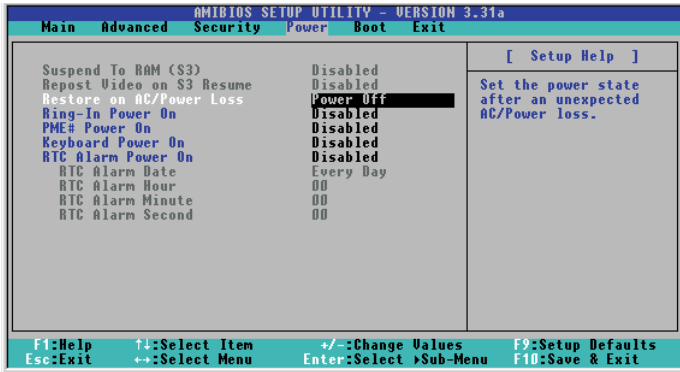 AMIBIOS SETUP UTILITY - VERSION 3.31a
Main Advanced Security Power Boot Exit
Suspend To RAM (S3) Disabled
Repost Video on S3 Resume Disabled
Restore on AC/Power Loss Power Off
Ring-In Power On Disabled
PME# Power On Disabled
Keyboard Power On Disabled
RTC Alarm Power On Disabled
RTC Alarm Date Every Day
RTC Alarm Hour 00
RTC Alarm Minute 00
RTC Alarm Second 00
[ Setup Help ]
Set the power state
after an unexpected
AC/Power loss.
F1:Help ↑↓:Select Item +/-:Change Values F9:Setup Defaults
Esc:Exit ↔:Select Menu Enter:Select ▸Sub-Menu F10:Save & Exit